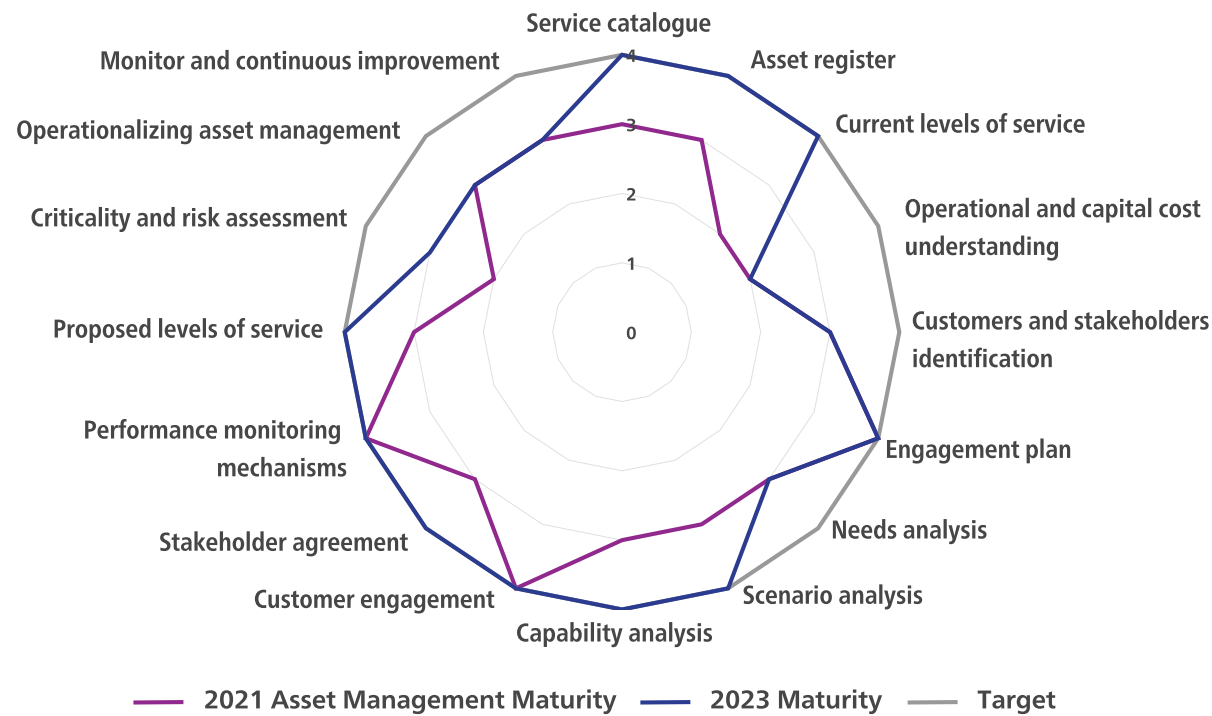 Service catalogue
Monitor and continuous improvement
Asset register
4
Operationalizing asset management
Current levels of service
3
Criticality and risk assessment
Operational and capital cost
understanding
2
1
Proposed levels of service
0
Customers and stakeholders
identification
Performance monitoring
mechanisms
Engagement plan
Stakeholder agreement
Needs analysis
Customer engagement
Scenario analysis
Capability analysis
2021 Asset Management Maturity
2023 Maturity
Target